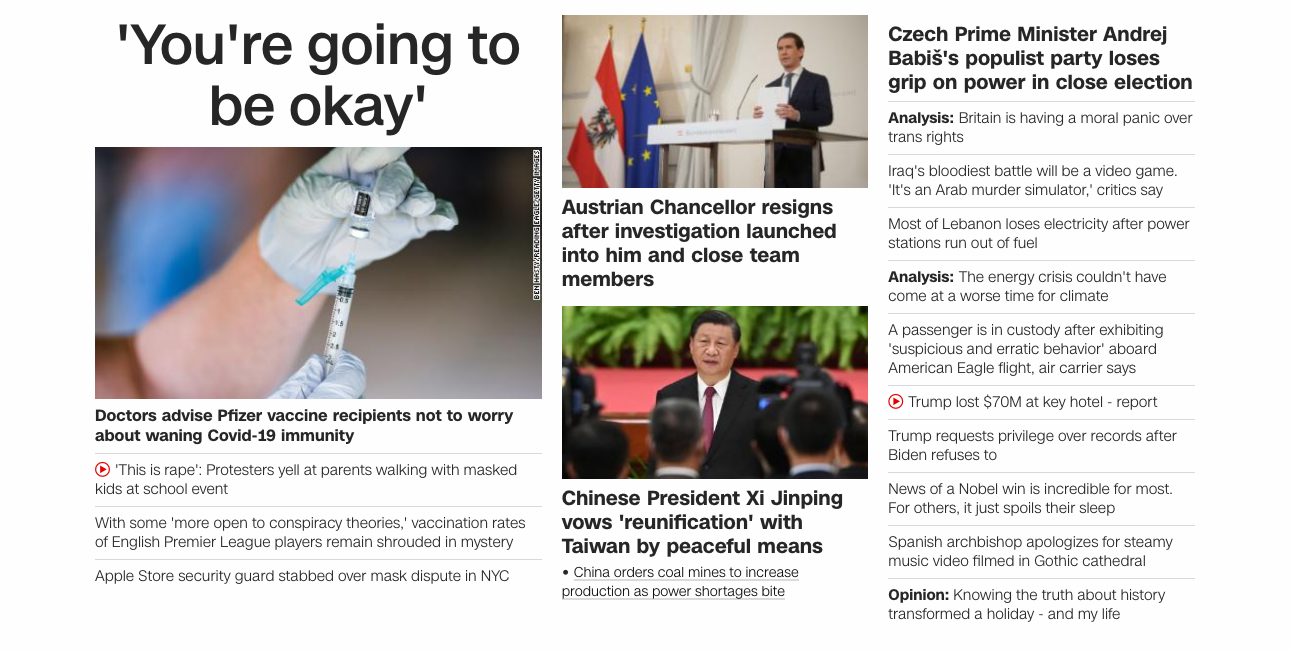 'You're going to
be okay'
BEN HASTY/READING EAGLE/GETTY IMAGES
Doctors advise Pfizer vaccine recipients not to worry
about waning Covid-19 immunity
'This is rape': Protesters yell at parents walking with masked
kids at school event
With some 'more open to conspiracy theories,' vaccination rates
of English Premier League players remain shrouded in mystery
Apple Store security guard stabbed over mask dispute in NYC
Austrian Chancellor resigns
after investigation launched
into him and close team
members
Chinese President Xi Jinping
vows 'reunification' with
Taiwan by peaceful means
• China orders coal mines to increase
production as power shortages bite
Czech Prime Minister Andrej
Babiš's populist party loses
grip on power in close election
Analysis: Britain is having a moral panic over
trans rights
Iraq's bloodiest battle will be a video game.
'It's an Arab murder simulator,' critics say
Most of Lebanon loses electricity after power
stations run out of fuel
Analysis: The energy crisis couldn't have
come at a worse time for climate
A passenger is in custody after exhibiting
'suspicious and erratic behavior' aboard
American Eagle flight, air carrier says
Trump lost $70M at key hotel - report
Trump requests privilege over records after
Biden refuses to
News of a Nobel win is incredible for most.
For others, it just spoils their sleep
Spanish archbishop apologizes for steamy
music video filmed in Gothic cathedral
Opinion: Knowing the truth about history
transformed a holiday - and my life